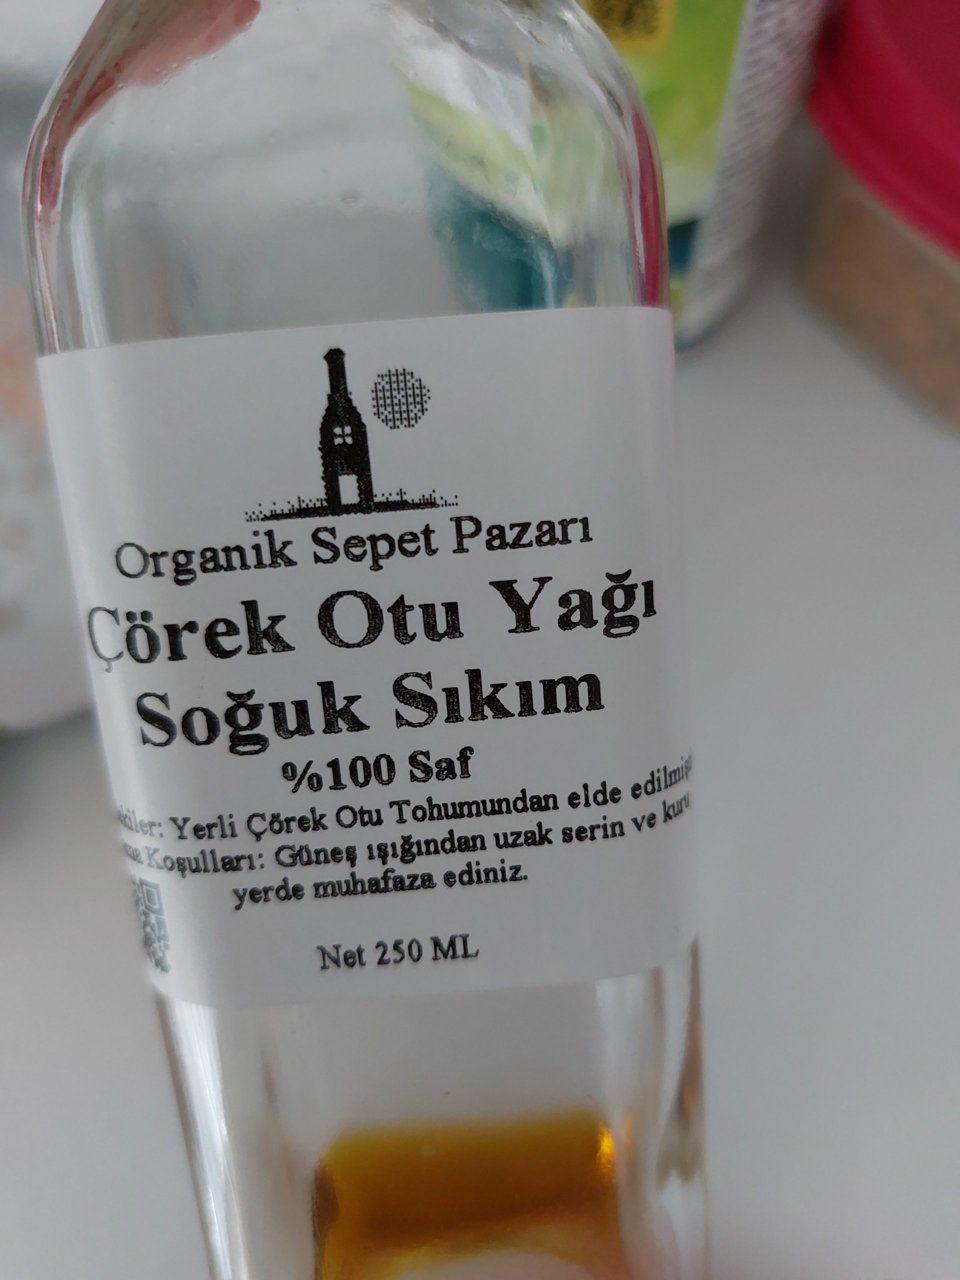 Organik Sepet Pazarı
Çörek Otu Yağı
Soğuk Sıkım
%100 Saf
Yerli Çörek Otu Tohumundan elde
Koşulları: Güneş ışığından uzak serin ve kuru
yerde muhafaza ediniz.
Net 250 ML